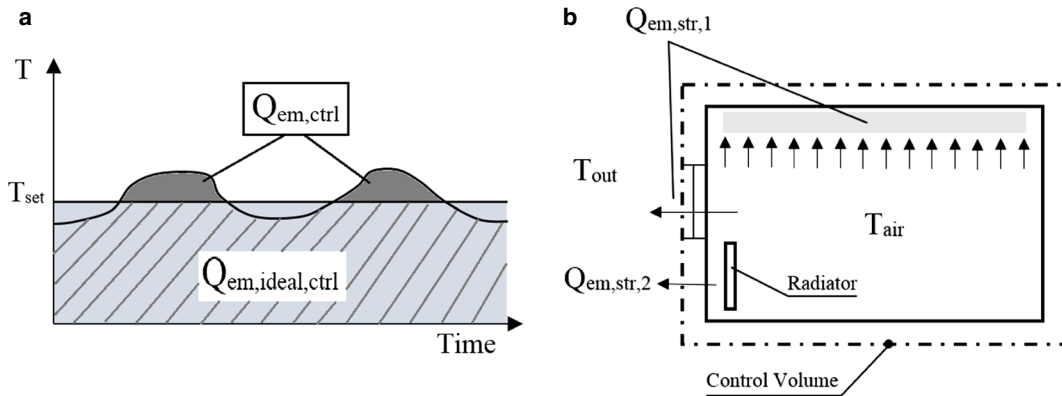 a
T
Q_em,ctrl
T_set
Q_em,ideal,ctrl
Time
b
Q_em,str,1
T_out
T_air
Q_em,str,2
Radiator
Control Volume